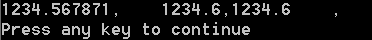 1234.567871,    1234.6,1234.6    ,
Press any key to continue